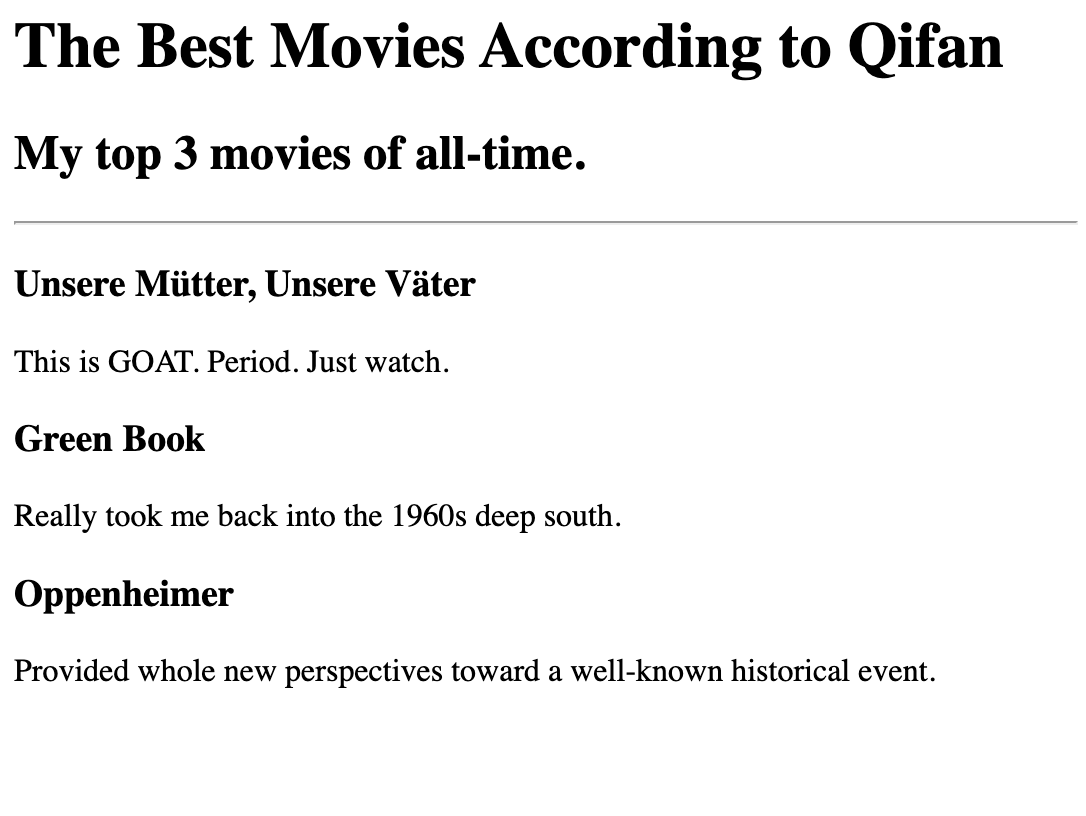 The Best Movies According to Qifan
My top 3 movies of all-time.
Unsere Mütter, Unsere Väter
This is GOAT. Period. Just watch.
Green Book
Really took me back into the 1960s deep south.
Oppenheimer
Provided whole new perspectives toward a well-known historical event.